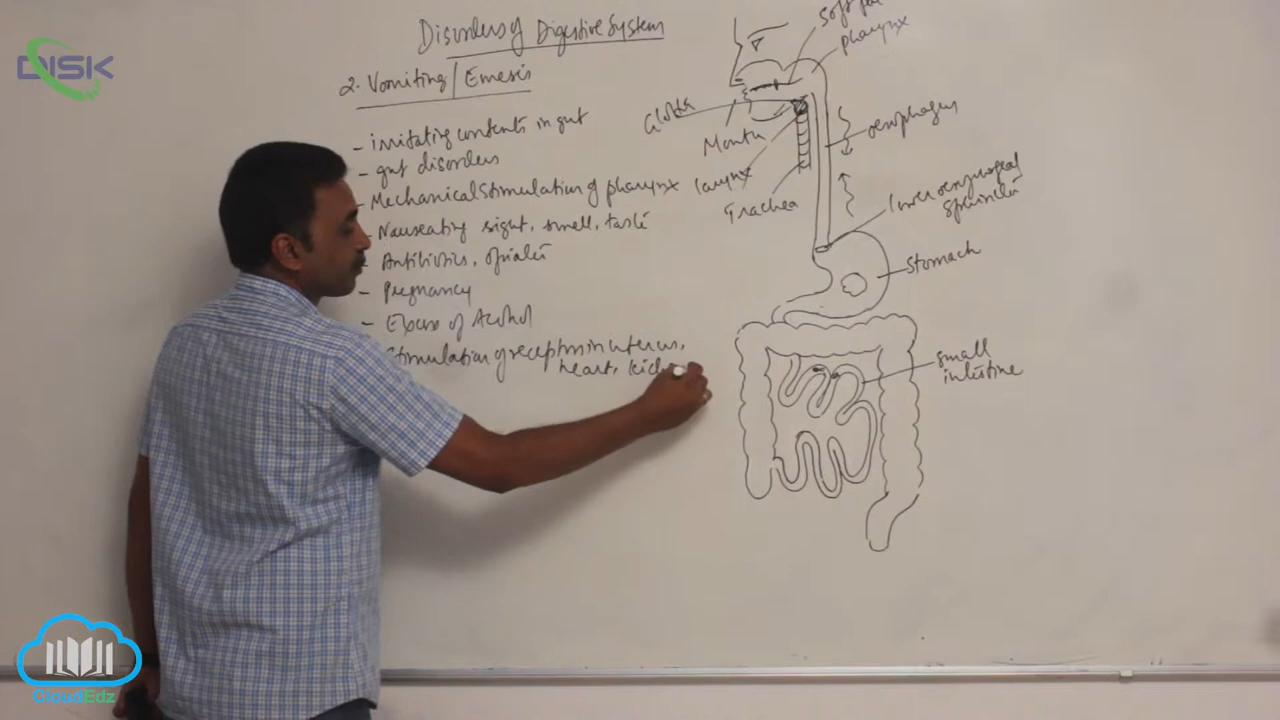 DISK
Disorders of Digestive System
2. Vomiting / Emesis
- irritating contents in gut
- gut disorders
- Mechanical Stimulation of pharynx
- Nauseating sight, smell, taste
- Antibiotics, opiates
- Pregnancy
- Excess of Alcohol
Stimulation of receptors in uterus,
heart,
soft
pharynx
Glottis
Mouth
oesophagus
larynx
Trachea
lower oesophageal
sphincter
stomach
small
intestine
CloudEdz